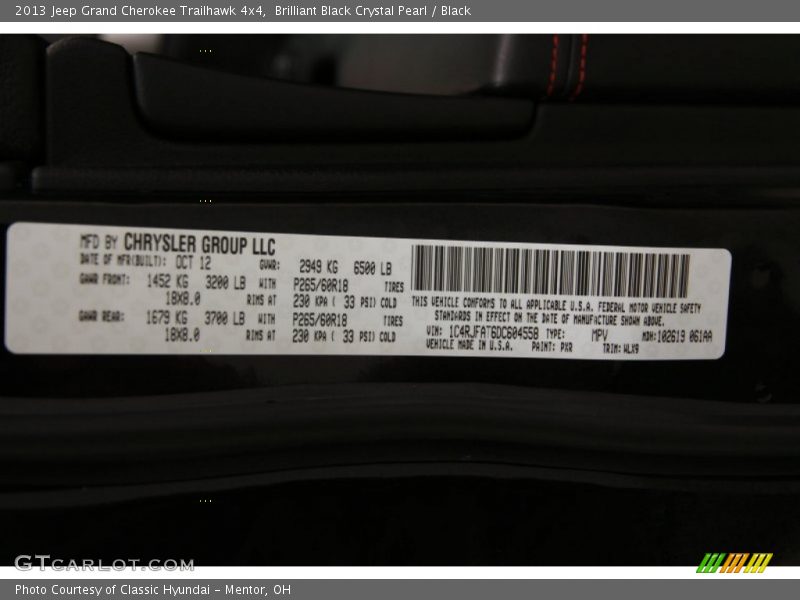 2013 Jeep Grand Cherokee Trailhawk 4x4,  Brilliant Black Crystal Pearl / Black
MFD BY CHRYSLER GROUP LLC
DATE OF MFR(BUILT): OCT 12 GVWR: 2949 KG 6500 LB
GAWR FRONT: 1452 KG 3200 LB WITH P265/60R18 TIRES
18X8.0 RIMS AT 230 KPA ( 33 PSI) COLD
GAWR REAR: 1679 KG 3700 LB WITH P265/60R18 TIRES
18X8.0 RIMS AT 230 KPA ( 33 PSI) COLD
THIS VEHICLE CONFORMS TO ALL APPLICABLE U.S.A. FEDERAL MOTOR VEHICLE SAFETY
STANDARDS IN EFFECT ON THE DATE OF MANUFACTURE SHOWN ABOVE.
VIN: 1C4RJFAT6DC604558 TYPE: MPV MDH:102619 061AA
VEHICLE MADE IN U.S.A. PAINT: PXR TRIM: WLX9
GTCARLOT.COM
Photo Courtesy of Classic Hyundai – Mentor, OH